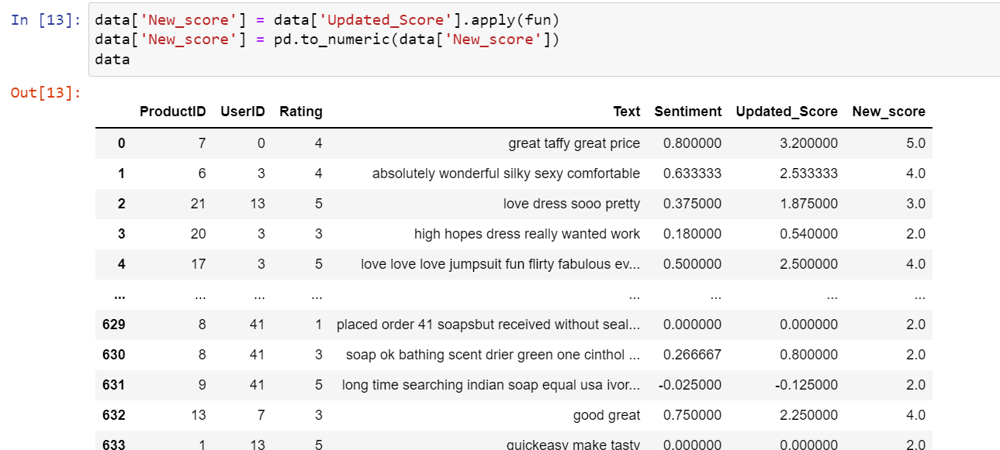 In [13]: data['New_score'] = data['Updated_Score'].apply(fun)
data['New_score'] = pd.to_numeric(data['New_score'])
data
Out[13]:
ProductID UserID Rating Text Sentiment Updated_Score New_score
0 7 0 4 great taffy great price 0.800000 3.200000 5.0
1 6 3 4 absolutely wonderful silky sexy comfortable 0.633333 2.533333 4.0
2 21 13 5 love dress sooo pretty 0.375000 1.875000 3.0
3 20 3 3 high hopes dress really wanted work 0.180000 0.540000 2.0
4 17 3 5 love love love jumpsuit fun flirty fabulous ev... 0.500000 2.500000 4.0
... ... ... ... ... ... ... ...
629 8 41 1 placed order 41 soapsbut received without seal... 0.000000 0.000000 2.0
630 8 41 3 soap ok bathing scent drier green one cinthol ... 0.266667 0.800000 2.0
631 9 41 5 long time searching indian soap equal usa ivor... -0.025000 -0.125000 2.0
632 13 7 3 good great 0.750000 2.250000 4.0
633 1 13 5 quickeasy make tasty 0.000000 0.000000 2.0